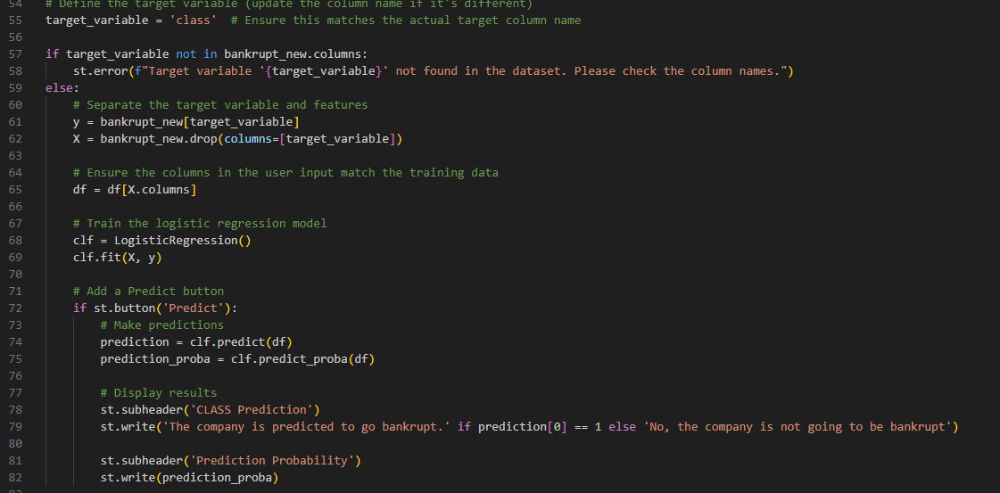 54 # Define the target variable (update the column name if it's different)
55 target_variable = 'class'  # Ensure this matches the actual target column name
56
57 if target_variable not in bankrupt_new.columns:
58     st.error(f"Target variable '{target_variable}' not found in the dataset. Please check the column names.")
59 else:
60     # Separate the target variable and features
61     y = bankrupt_new[target_variable]
62     X = bankrupt_new.drop(columns=[target_variable])
63
64     # Ensure the columns in the user input match the training data
65     df = df[X.columns]
66
67     # Train the logistic regression model
68     clf = LogisticRegression()
69     clf.fit(X, y)
70
71     # Add a Predict button
72     if st.button('Predict'):
73         # Make predictions
74         prediction = clf.predict(df)
75         prediction_proba = clf.predict_proba(df)
76
77         # Display results
78         st.subheader('CLASS Prediction')
79         st.write('The company is predicted to go bankrupt.' if prediction[0] == 1 else 'No, the company is not going to be bankrupt')
80
81         st.subheader('Prediction Probability')
82         st.write(prediction_proba)